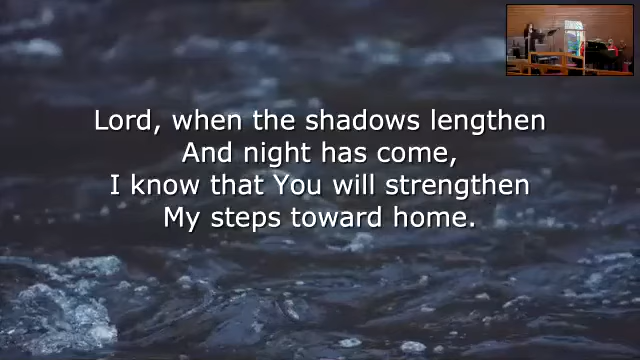 Lord, when the shadows lengthen
And night has come,
I know that You will strengthen
My steps toward home.